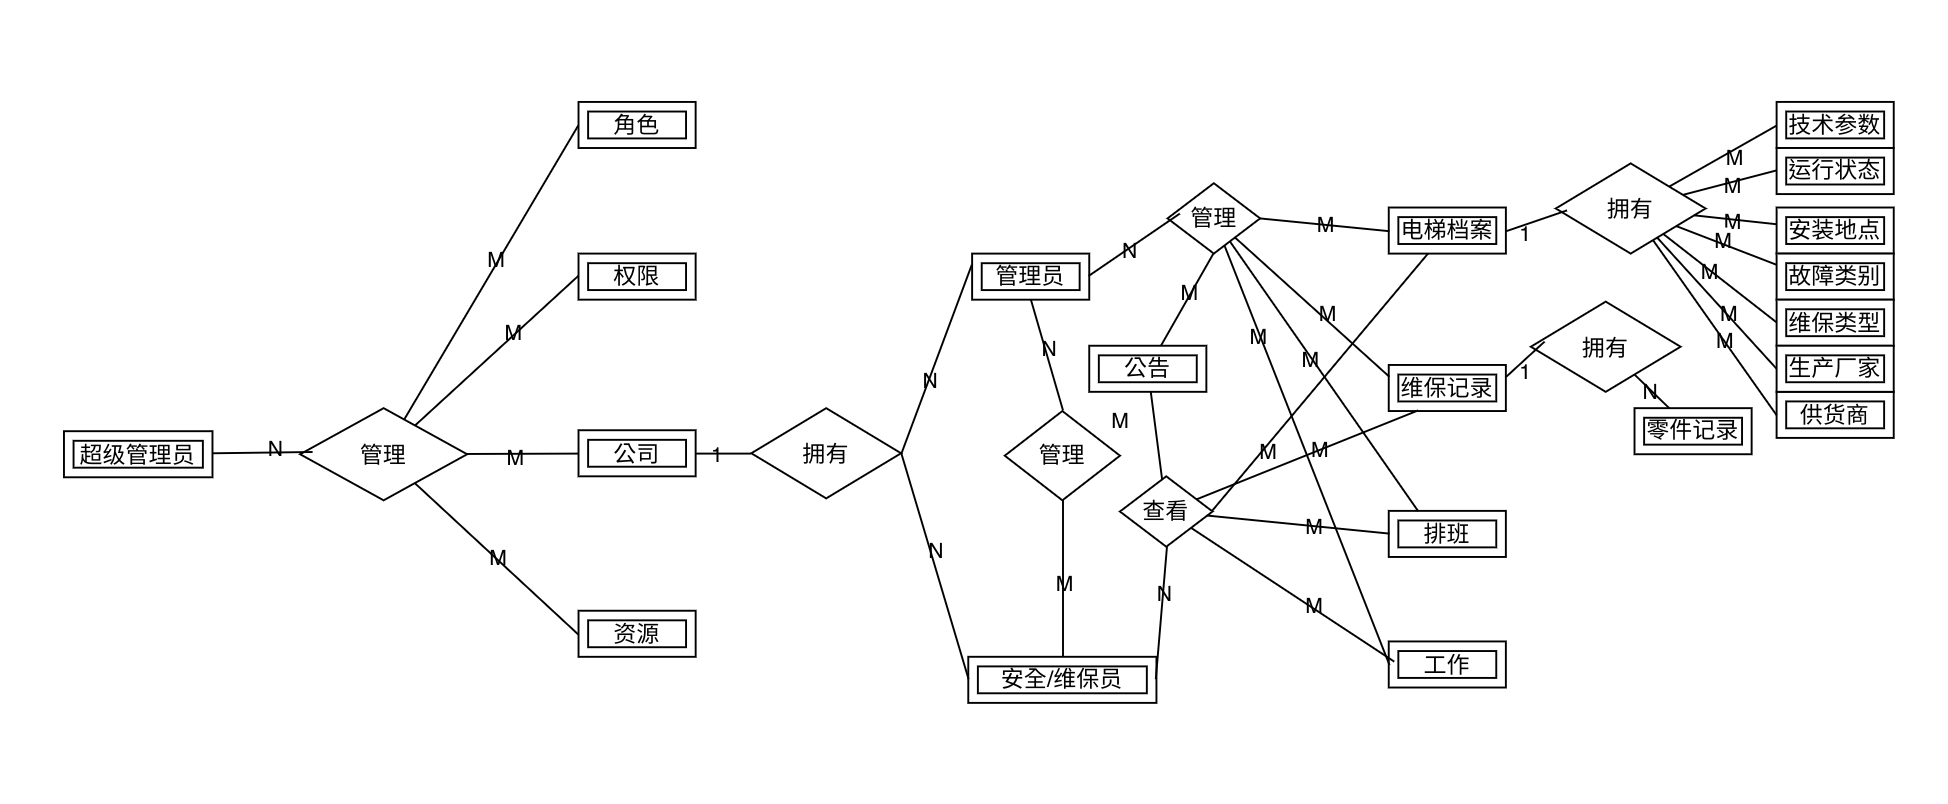 角色
技术参数
M
运行状态
M
管理
电梯档案
拥有
M
安装地点
M
1
M
N
管理员
M
权限
故障类别
M
M
M
M
维保类型
M
M
M
N
拥有
M
公告
M
1
生产厂家
N
维保记录
N
供货商
M
零件记录
N
超级管理员
管理
M
公司
1
拥有
管理
M
M
查看
M
排班
N
M
M
N
M
资源
工作
安全/维保员